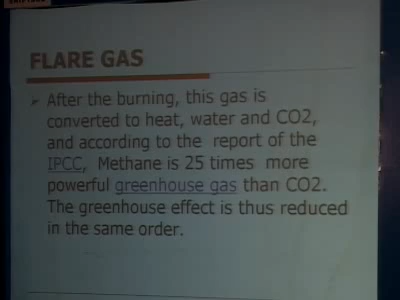 FLARE GAS
After the burning, this gas is
converted to heat, water and CO2,
and according to the report of the
IPCC, Methane is 25 times more
powerful greenhouse gas than CO2.
The greenhouse effect is thus reduced
in the same order.